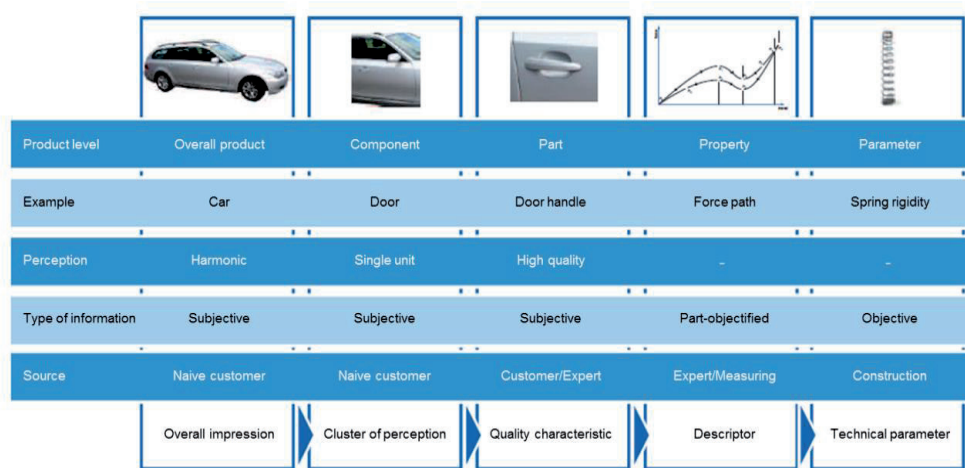 Product level Overall product Component Part Property Parameter
Example Car Door Door handle Force path Spring rigidity
Perception Harmonic Single unit High quality - -
Type of information Subjective Subjective Subjective Part-objectified Objective
Source Naive customer Naive customer Customer/Expert Expert/Measuring Construction
Overall impression Cluster of perception Quality characteristic Descriptor Technical parameter